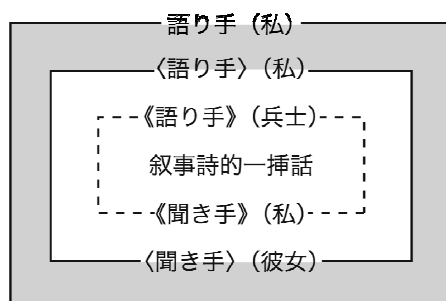 語り手（私）
〈語り手〉（私）
《語り手》（兵士）
叙事詩的一挿話
《聞き手》（私）
〈聞き手〉（彼女）